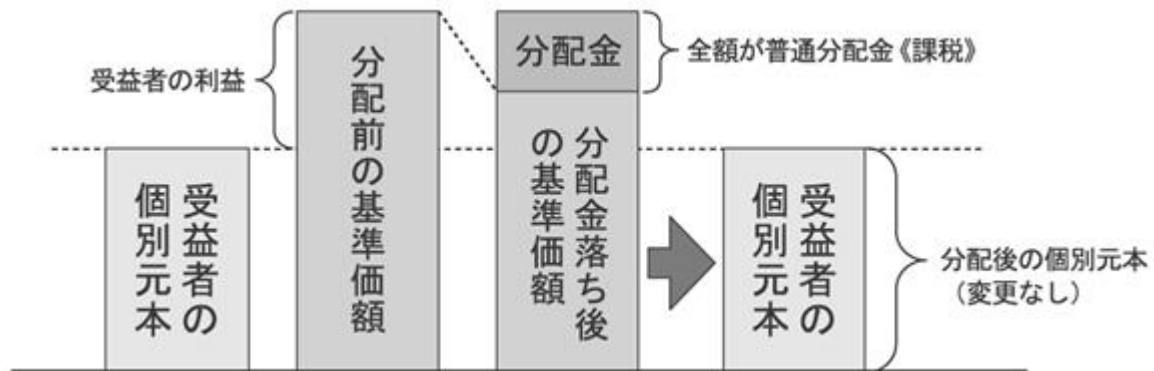 受益者の利益
受益者の
個別元本
分配前の基準価額
分配金
全額が普通分配金《課税》
分配金落ち後
の基準価額
受益者の
個別元本
分配後の個別元本
（変更なし）